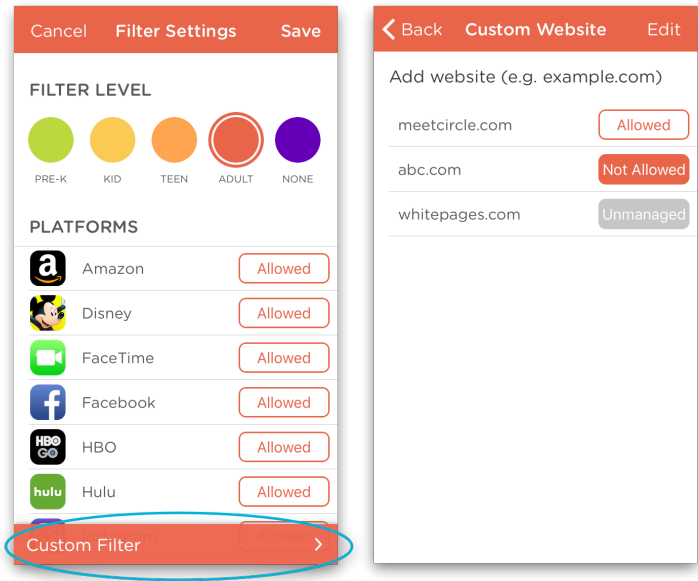 Cancel Filter Settings Save
FILTER LEVEL
PRE-K KID TEEN ADULT NONE
PLATFORMS
a Amazon Allowed
Disney Allowed
FaceTime Allowed
f Facebook Allowed
HBO GO HBO Allowed
hulu Hulu Allowed
Allowed
Custom Filter
Back Custom Website Edit
Add website (e.g. example.com)
meetcircle.com Allowed
abc.com Not Allowed
whitepages.com Unmanaged